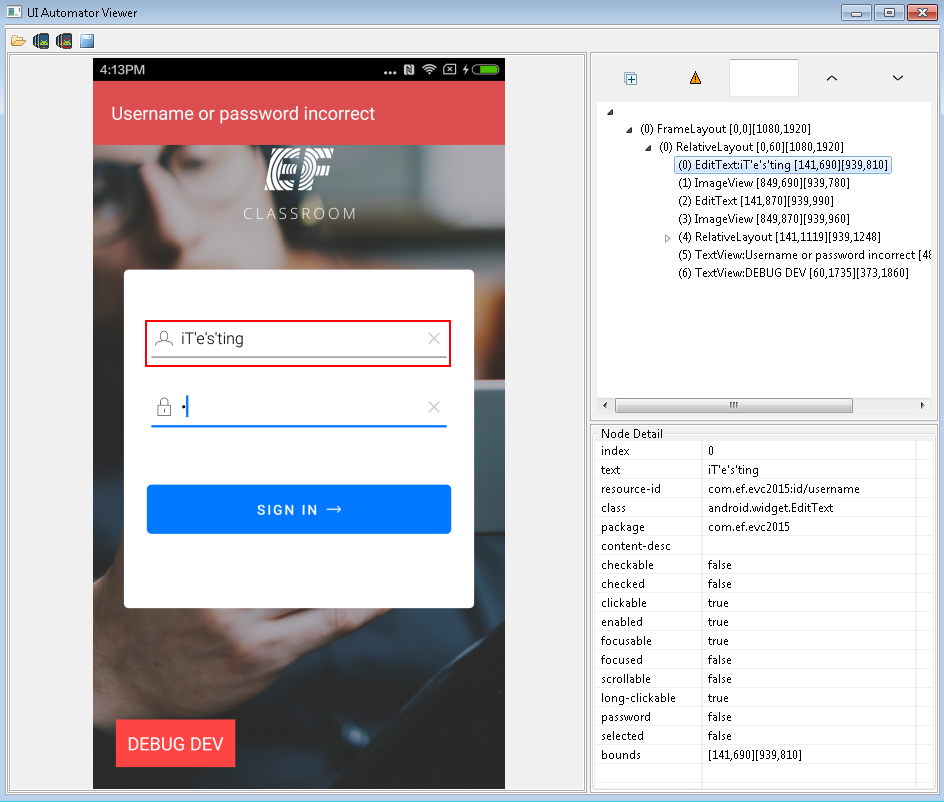 UI Automator Viewer
4:13PM
Username or password incorrect
EF
CLASSROOM
iT'e's'ting
SIGN IN
DEBUG DEV
(0) FrameLayout [0,0][1080,1920]
(0) RelativeLayout [0,60][1080,1920]
(0) EditText:iT'e's'ting [141,690][939,810]
(1) ImageView [849,690][939,780]
(2) EditText [141,870][939,990]
(3) ImageView [849,870][939,960]
(4) RelativeLayout [141,1119][939,1248]
(5) TextView:Username or password incorrect [48
(6) TextView:DEBUG DEV [60,1735][373,1860]
Node Detail
index 0
text iT'e's'ting
resource-id com.ef.evc2015:id/username
class android.widget.EditText
package com.ef.evc2015
content-desc
checkable false
checked false
clickable true
enabled true
focusable true
focused false
scrollable false
long-clickable true
password false
selected false
bounds [141,690][939,810]